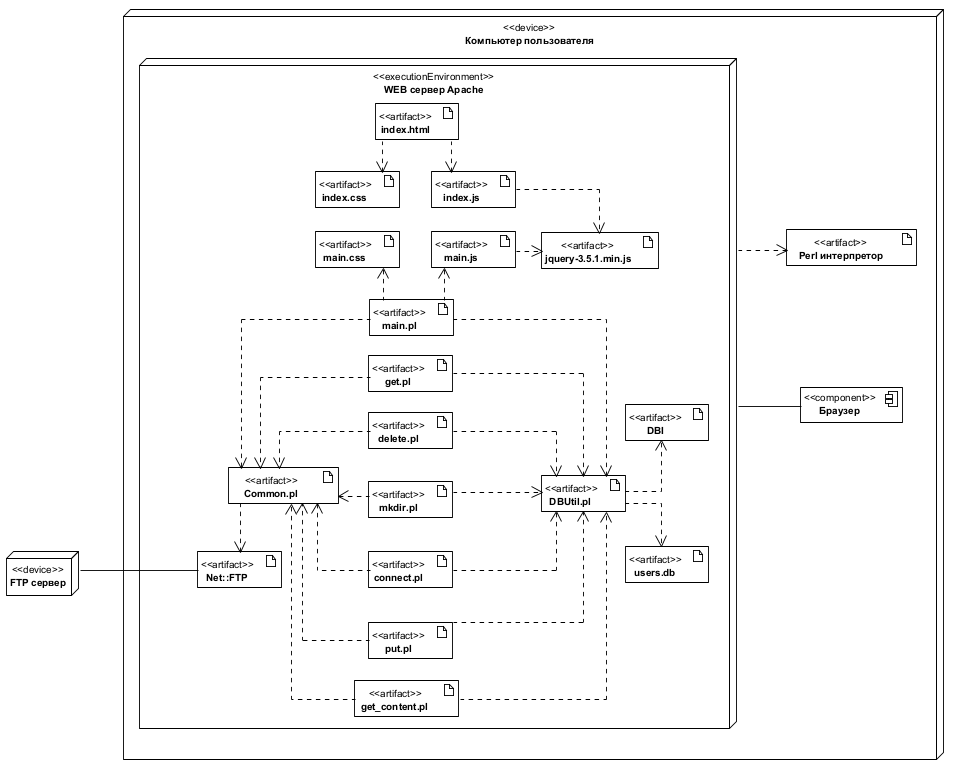 <<device>>
Компьютер пользователя
<<executionEnvironment>>
WEB сервер Apache
<<artifact>>
index.html
<<artifact>>
index.css
<<artifact>>
index.js
<<artifact>>
main.css
<<artifact>>
main.js
<<artifact>>
jquery-3.5.1.min.js
<<artifact>>
Perl интерпретор
<<artifact>>
main.pl
<<artifact>>
get.pl
<<component>>
Браузер
<<artifact>>
delete.pl
<<artifact>>
DBI
<<artifact>>
Common.pl
<<artifact>>
mkdir.pl
<<artifact>>
DBUtil.pl
<<device>>
FTP сервер
<<artifact>>
Net::FTP
<<artifact>>
connect.pl
<<artifact>>
users.db
<<artifact>>
put.pl
<<artifact>>
get_content.pl